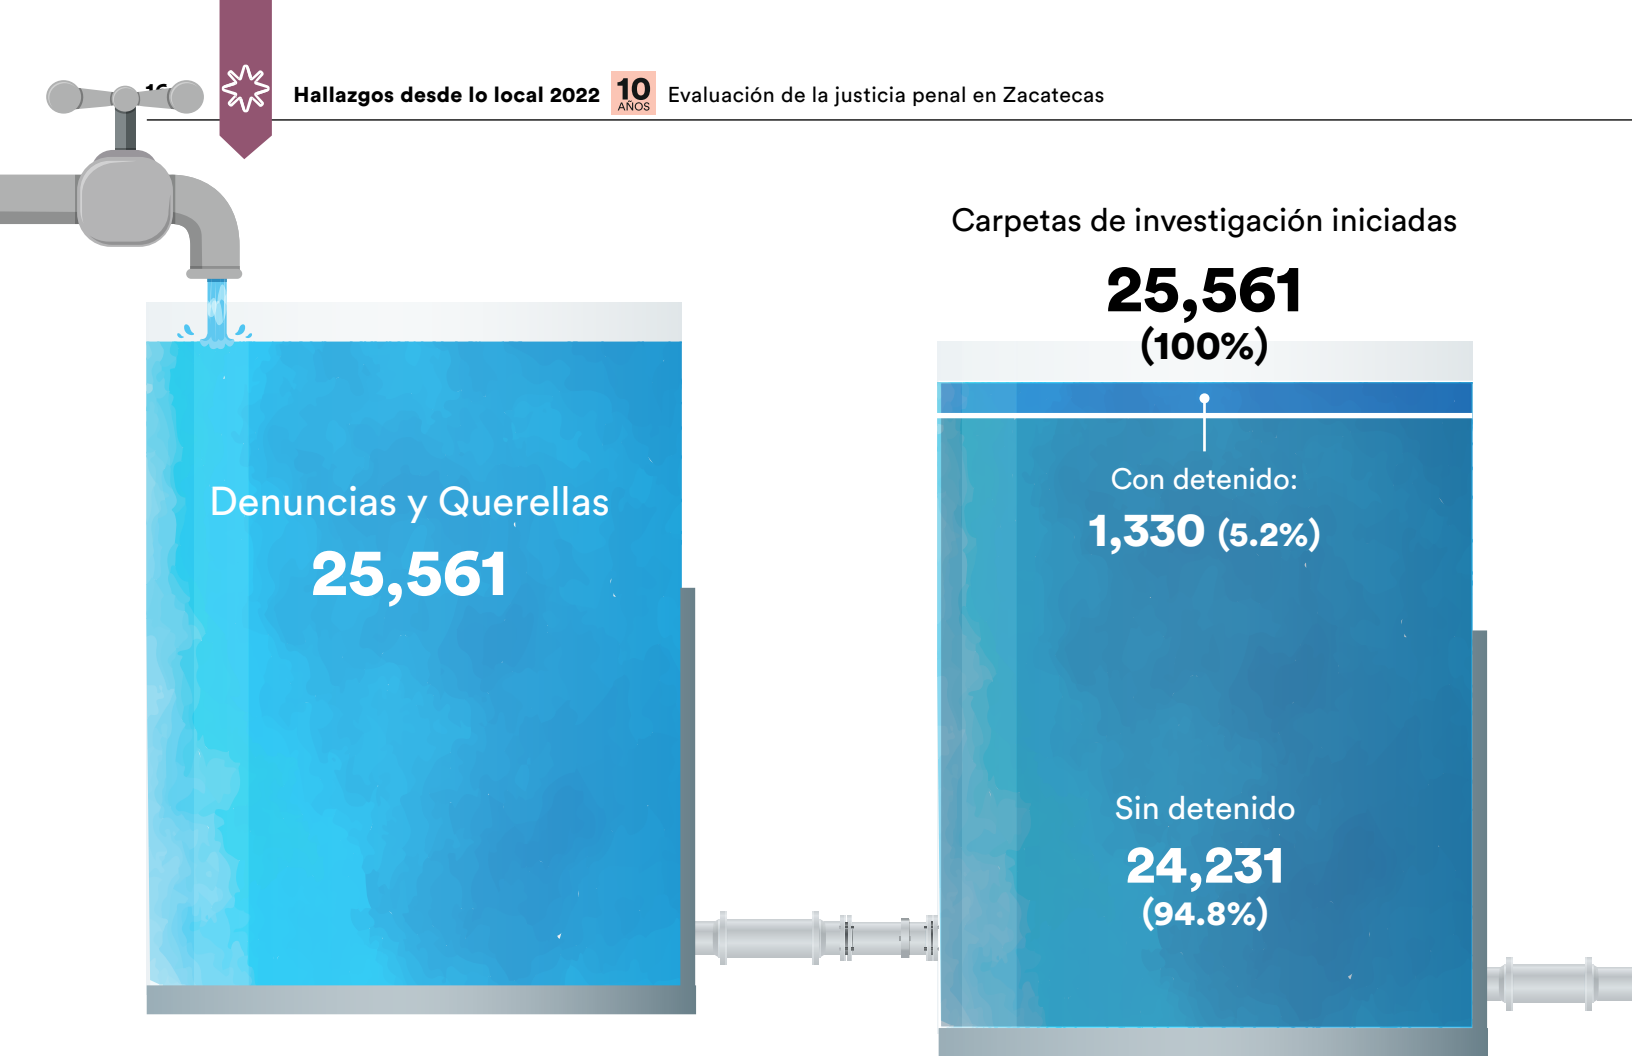 Hallazgos desde lo local 2022 10 AÑOS Evaluación de la justicia penal en Zacatecas
Denuncias y Querellas
25,561
Carpetas de investigación iniciadas
25,561
(100%)
Con detenido:
1,330 (5.2%)
Sin detenido
24,231
(94.8%)